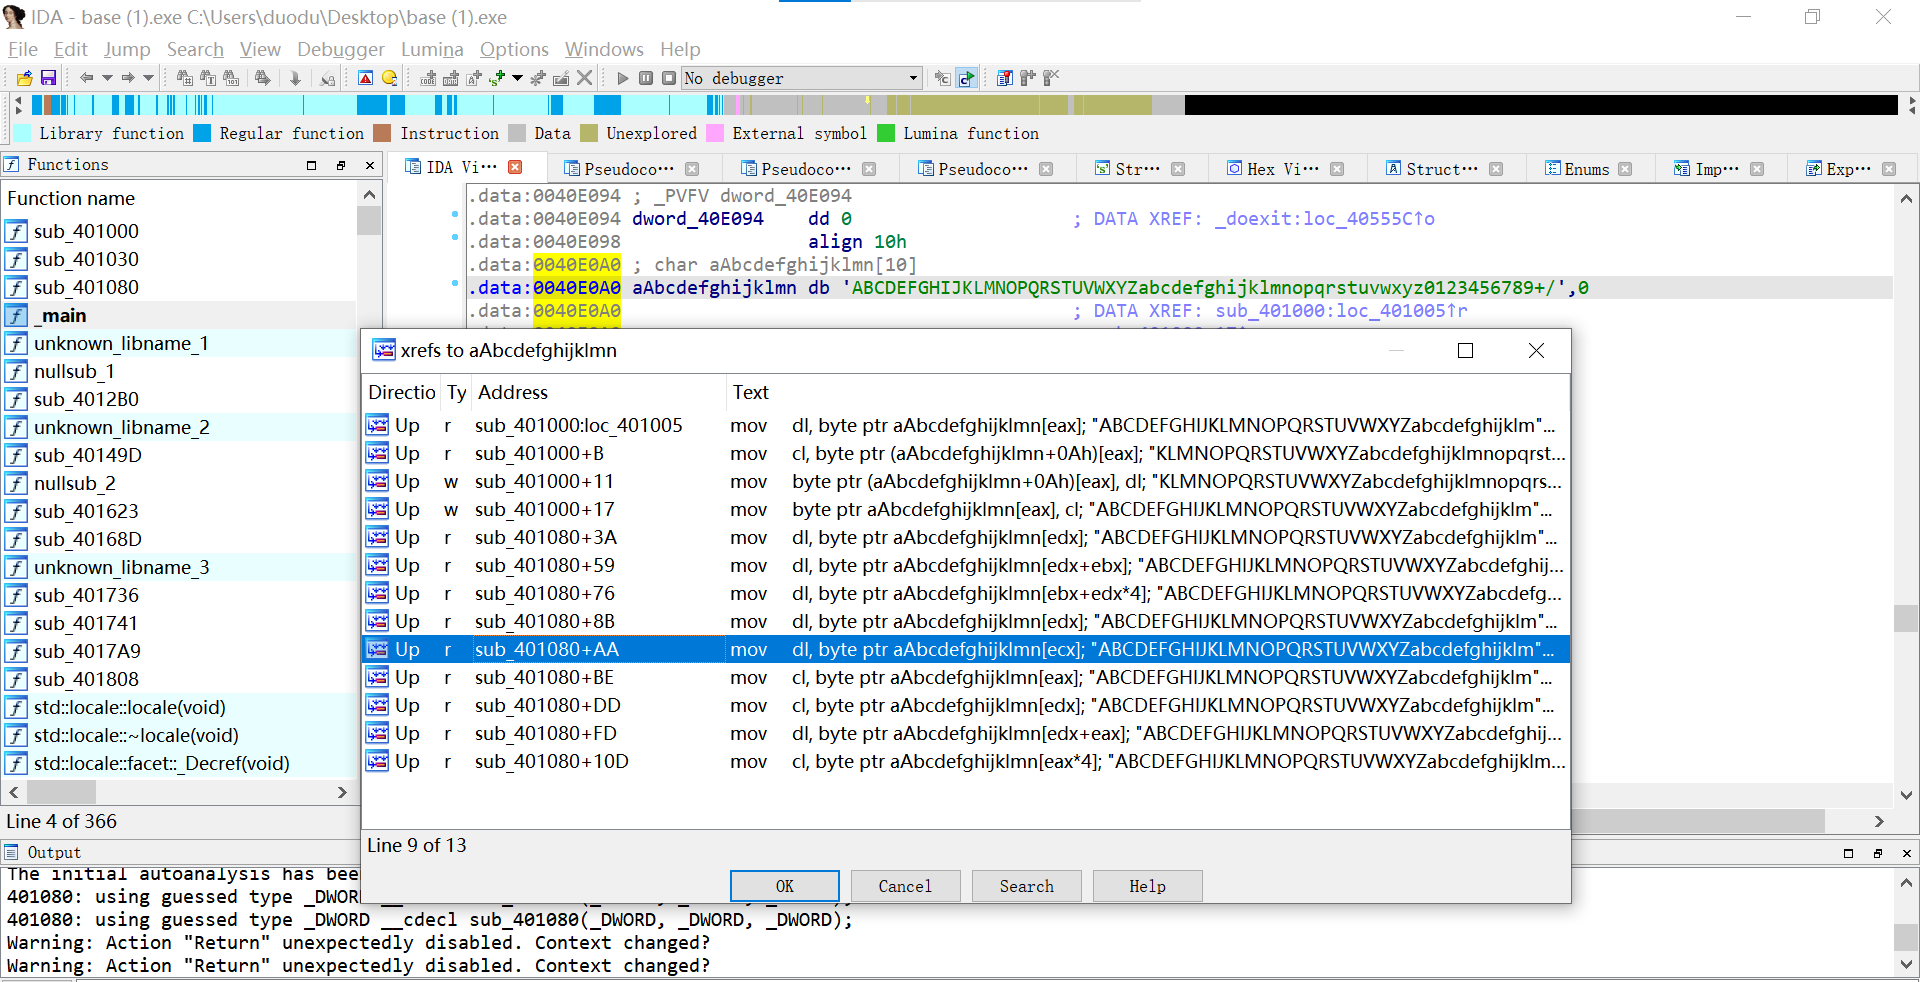 IDA - base (1).exe C:\Users\duodu\Desktop\base (1).exe
File Edit Jump Search View Debugger Lumina Options Windows Help
No debugger
Library function Regular function Instruction Data Unexplored External symbol Lumina function
Functions
IDA Vi··· Pseudoco··· Pseudoco··· Pseudoco··· Str··· Hex Vi··· Struct··· Enums Imp··· Exp···
Function name
sub_401000
sub_401030
sub_401080
_main
unknown_libname_1
nullsub_1
sub_4012B0
unknown_libname_2
sub_40149D
nullsub_2
sub_401623
sub_40168D
unknown_libname_3
sub_401736
sub_401741
sub_4017A9
sub_401808
std::locale::locale(void)
std::locale::~locale(void)
std::locale::facet::_Decref(void)
Line 4 of 366
.data:0040E094 ; _PVFV dword_40E094
.data:0040E094 dword_40E094 dd 0 ; DATA XREF: _doexit:loc_40555C↑o
.data:0040E098 align 10h
.data:0040E0A0 ; char aAbcdefghijklmn[10]
.data:0040E0A0 aAbcdefghijklmn db 'ABCDEFGHIJKLMNOPQRSTUVWXYZabcdefghijklmnopqrstuvwxyz0123456789+/',0
.data:0040E0A0 ; DATA XREF: sub_401000:loc_401005↑r
xrefs to aAbcdefghijklmn
Directio Ty Address Text
Up r sub_401000:loc_401005 mov dl, byte ptr aAbcdefghijklmn[eax]; "ABCDEFGHIJKLMNOPQRSTUVWXYZabcdefghijklm"...
Up r sub_401000+B mov cl, byte ptr (aAbcdefghijklmn+0Ah)[eax]; "KLMNOPQRSTUVWXYZabcdefghijklmnopqrst...
Up w sub_401000+11 mov byte ptr (aAbcdefghijklmn+0Ah)[eax], dl; "KLMNOPQRSTUVWXYZabcdefghijklmnopqrs...
Up w sub_401000+17 mov byte ptr aAbcdefghijklmn[eax], cl; "ABCDEFGHIJKLMNOPQRSTUVWXYZabcdefghijklm"...
Up r sub_401080+3A mov dl, byte ptr aAbcdefghijklmn[edx]; "ABCDEFGHIJKLMNOPQRSTUVWXYZabcdefghijklm"...
Up r sub_401080+59 mov dl, byte ptr aAbcdefghijklmn[edx+ebx]; "ABCDEFGHIJKLMNOPQRSTUVWXYZabcdefghij...
Up r sub_401080+76 mov dl, byte ptr aAbcdefghijklmn[ebx+edx*4]; "ABCDEFGHIJKLMNOPQRSTUVWXYZabcdefg...
Up r sub_401080+8B mov dl, byte ptr aAbcdefghijklmn[edx]; "ABCDEFGHIJKLMNOPQRSTUVWXYZabcdefghijklm"...
Up r sub_401080+AA mov dl, byte ptr aAbcdefghijklmn[ecx]; "ABCDEFGHIJKLMNOPQRSTUVWXYZabcdefghijklm"...
Up r sub_401080+BE mov cl, byte ptr aAbcdefghijklmn[eax]; "ABCDEFGHIJKLMNOPQRSTUVWXYZabcdefghijklm"...
Up r sub_401080+DD mov cl, byte ptr aAbcdefghijklmn[edx]; "ABCDEFGHIJKLMNOPQRSTUVWXYZabcdefghijklm"...
Up r sub_401080+FD mov dl, byte ptr aAbcdefghijklmn[edx+eax]; "ABCDEFGHIJKLMNOPQRSTUVWXYZabcdefghij...
Up r sub_401080+10D mov cl, byte ptr aAbcdefghijklmn[eax*4]; "ABCDEFGHIJKLMNOPQRSTUVWXYZabcdefghijklm...
Line 9 of 13
OK Cancel Search Help
Output
The initial autoanalysis has bee
401080: using guessed type _DWORD
401080: using guessed type _DWORD __cdecl sub_401080(_DWORD, _DWORD, _DWORD);
Warning: Action "Return" unexpectedly disabled. Context changed?
Warning: Action "Return" unexpectedly disabled. Context changed?